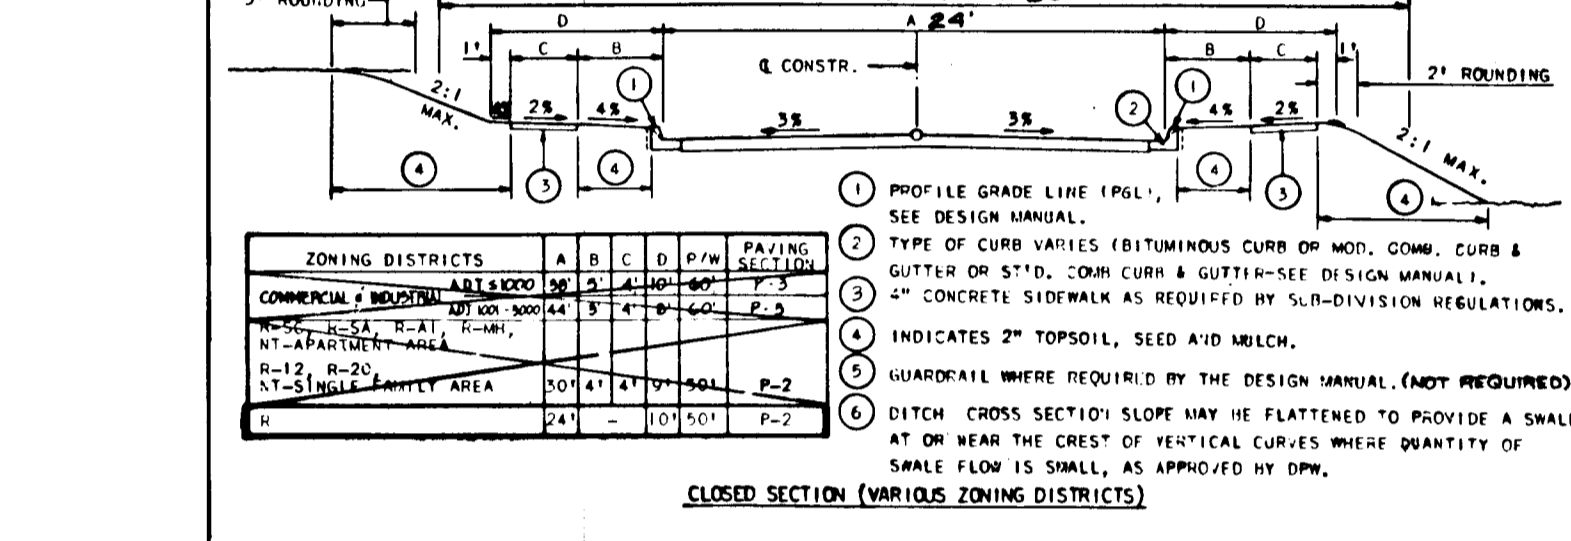 ROUNDING
D
A 24'
D
1'
C
B
℄ CONSTR.
B
C
1'
2' ROUNDING
1
2
1
2:1
MAX.
2%
4%
3%
3%
4%
2%
2:1 MAX.
4
3
4
4
3
4
1 PROFILE GRADE LINE (PGL),
SEE DESIGN MANUAL.
2 TYPE OF CURB VARIES (BITUMINOUS CURB OR MOD. COMB. CURB &
GUTTER OR ST'D. COMB CURB & GUTTER-SEE DESIGN MANUAL).
3 4" CONCRETE SIDEWALK AS REQUIRED BY SUB-DIVISION REGULATIONS.
4 INDICATES 2" TOPSOIL, SEED AND MULCH.
5 GUARDRAIL WHERE REQUIRED BY THE DESIGN MANUAL. (NOT REQUIRED)
6 DITCH CROSS SECTION SLOPE MAY BE FLATTENED TO PROVIDE A SWALE
AT OR NEAR THE CREST OF VERTICAL CURVES WHERE QUANTITY OF
SWALE FLOW IS SMALL, AS APPROVED BY DPW.
ZONING DISTRICTS A B C D R/W PAVING SECTION
COMMERCIAL & INDUSTRIAL
ADT ≤ 1000 5' 4' 10' 60' P-3
ADT 1001 - 3000 44' 5' 4' 60'
R-SC, R-SA, R-A1, R-MH,
NT-APARTMENT AREA
R-12, R-20,
NT-SINGLE FAMILY AREA 30' 4' 4' 9' 50' P-2
R 24' - 10' 50' P-2
CLOSED SECTION (VARIOUS ZONING DISTRICTS)